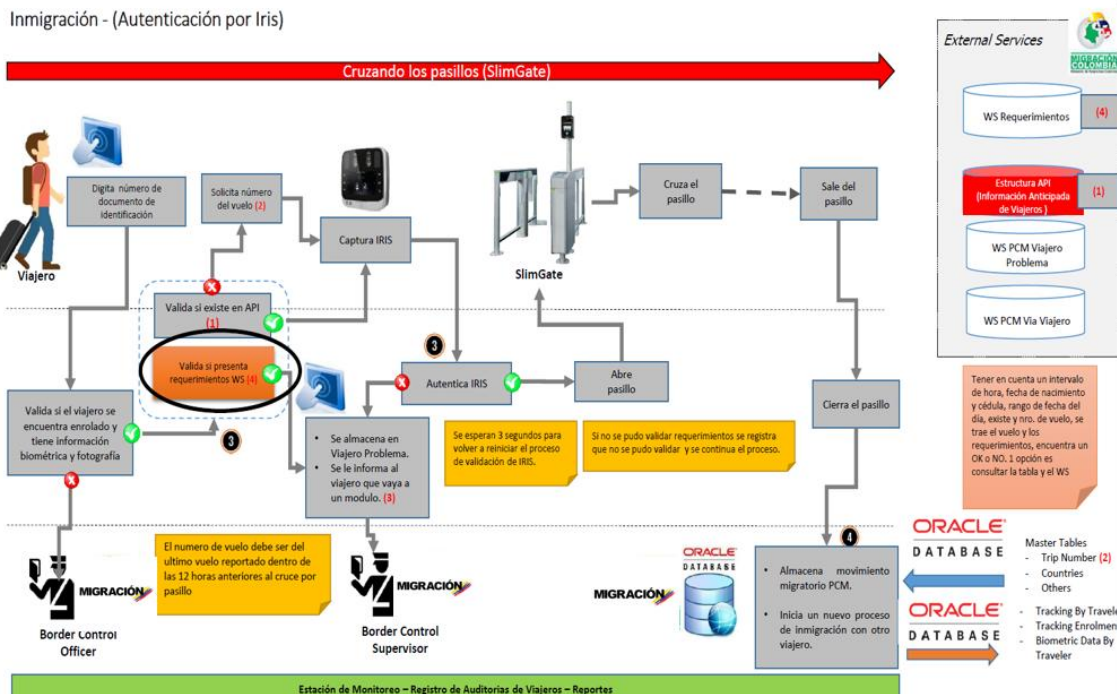 Inmigración - (Autenticación por Iris)
Cruzando los pasillos (SlimGate)
Viajero
Digita número de
documento de
identificación
Solicita número
del vuelo (2)
Captura IRIS
SlimGate
Cruza el
pasillo
Sale del
pasillo
Valida si existe en API
(1)
Valida si presenta
requerimientos WS (4)
Valida si el viajero se
encuentra enrolado y
tiene información
biométrica y fotografía
3
3
Autentica IRIS
Abre
pasillo
Cierra el pasillo
• Se almacena en
Viajero Problema.
• Se le informa al
viajero que vaya a
un modulo. (3)
Se esperan 3 segundos para
volver a reiniciar el proceso
de validación de IRIS.
Si no se pudo validar requerimientos se registra
que no se pudo validar y se continua el proceso.
El numero de vuelo debe ser del
ultimo vuelo reportado dentro de
las 12 horas anteriores al cruce por
pasillo
MIGRACIÓN
Border Control
Officer
MIGRACIÓN
Border Control
Supervisor
MIGRACIÓN
ORACLE
DATABASE
4
• Almacena movimiento
migratorio PCM.
• Inicia un nuevo proceso
de inmigración con otro
viajero.
ORACLE
DATABASE
Master Tables
- Trip Number (2)
- Countries
- Others
ORACLE
DATABASE
- Tracking By Travele
- Tracking Enrolmen
- Biometric Data By
Traveler
Estación de Monitoreo – Registro de Auditorias de Viajeros – Reportes
External Services
MIGRACIÓN
COLOMBIA
WS Requerimientos
(4)
Estructura API
(Información Anticipada
de Viajeros )
(1)
WS PCM Viajero
Problema
WS PCM Via Viajero
Tener en cuenta un intervalo
de hora, fecha de nacimiento
y cédula, rango de fecha del
día, existe y nro. de vuelo, se
trae el vuelo y los
requerimientos, encuentra un
OK o NO. 1 opción es
consultar la tabla y el WS